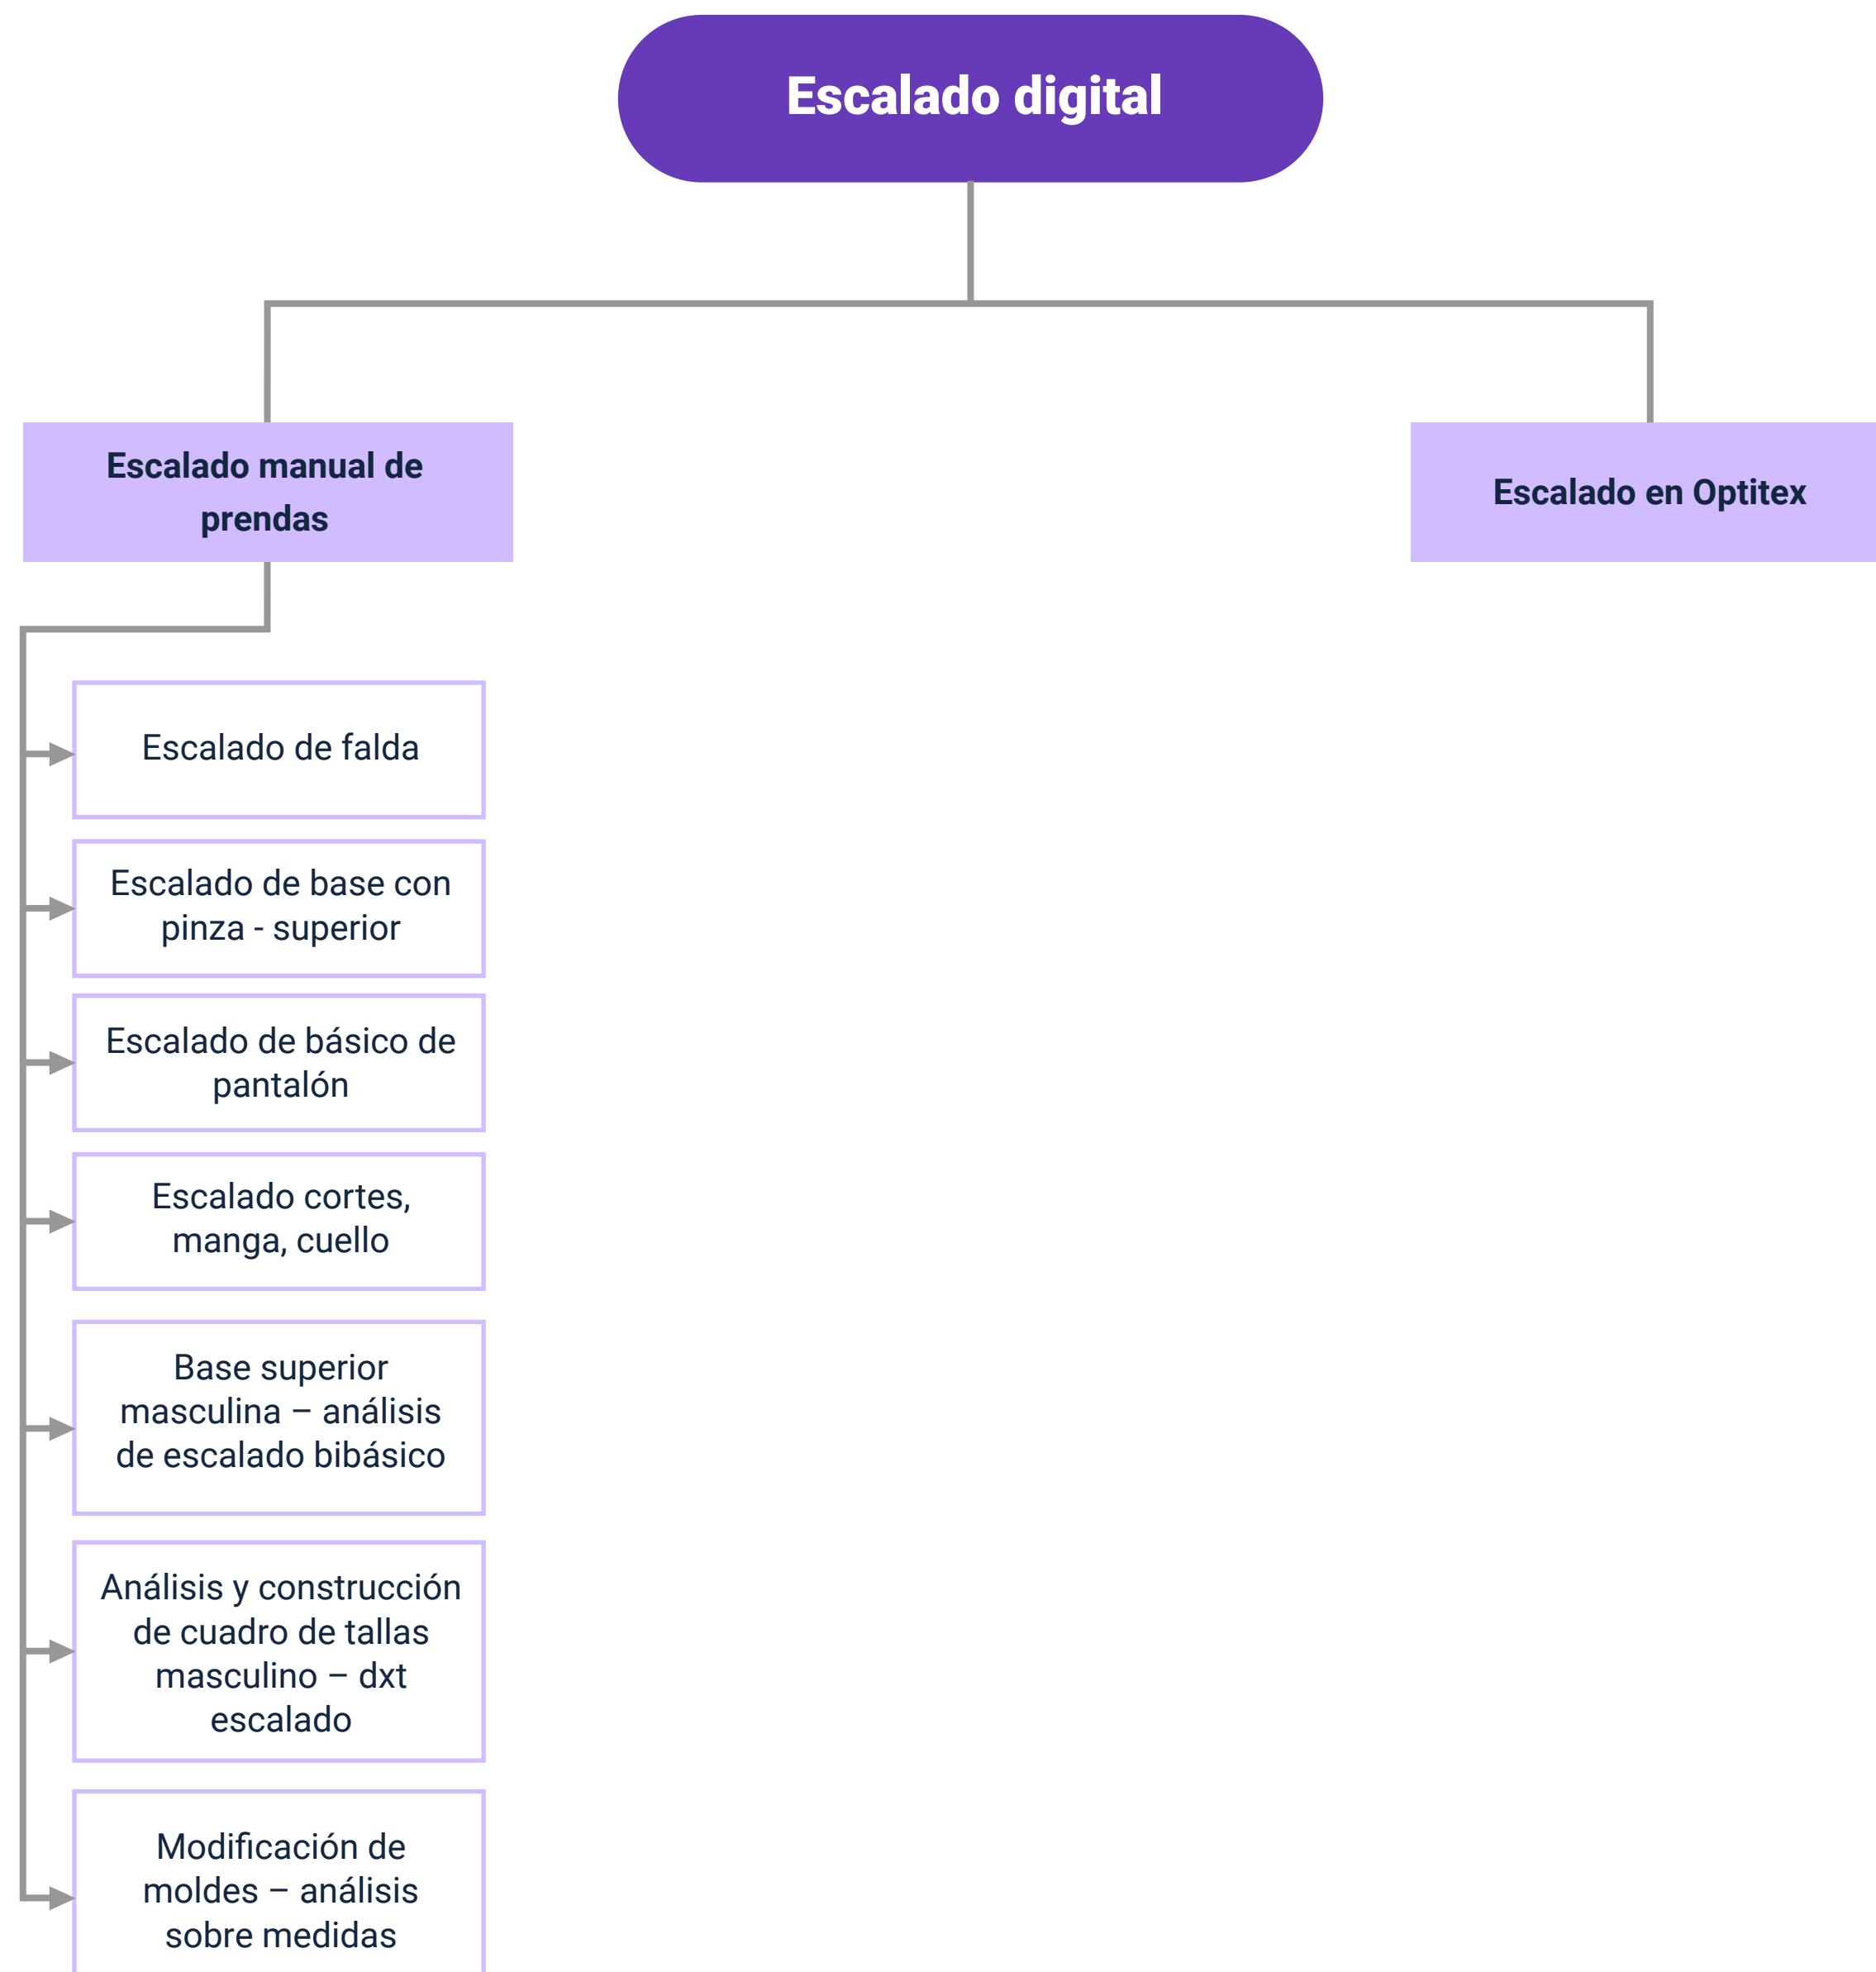 Escalado digital
Escalado manual de
prendas
Escalado en Optitex
Escalado de falda
Escalado de base con
pinza - superior
Escalado de básico de
pantalón
Escalado cortes,
manga, cuello
Base superior
masculina – análisis
de escalado bibásico
Análisis y construcción
de cuadro de tallas
masculino – dxt
escalado
Modificación de
moldes – análisis
sobre medidas